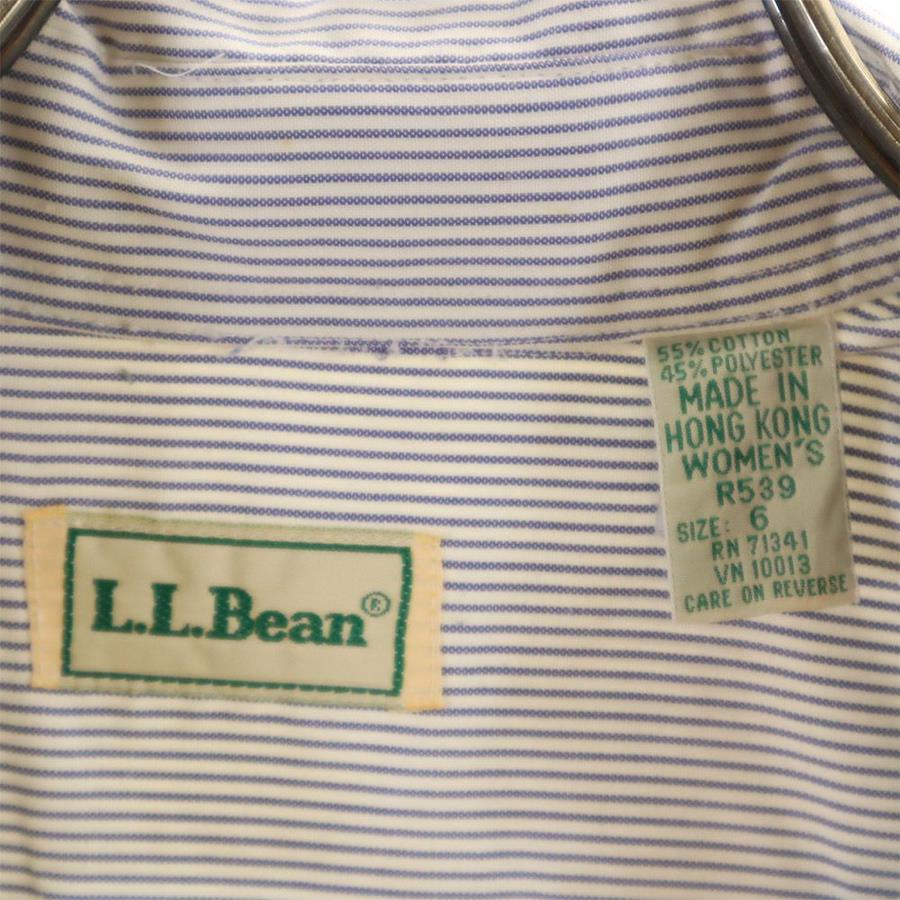 55% COTTON
45% POLYESTER
MADE IN
HONG KONG
WOMEN'S
R539
SIZE: 6
RN 71341
VN 10013
CARE ON REVERSE
L.L.Bean®